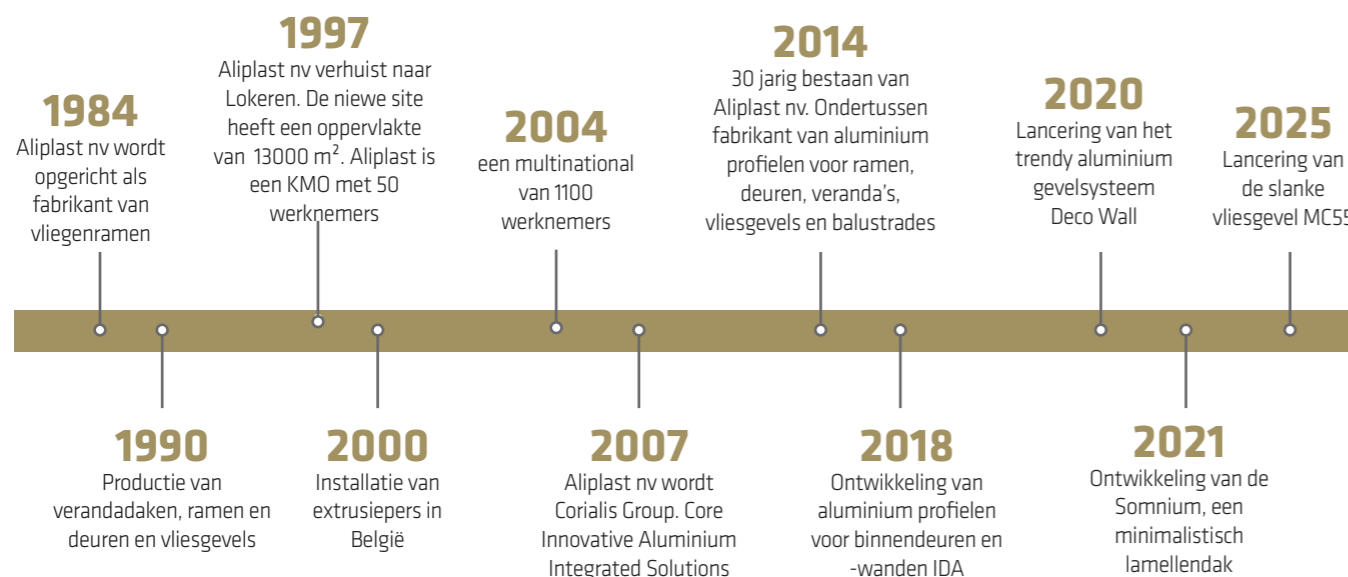 1984
Aliplast nv wordt
opgericht als
fabrikant van
vliegenramen
1990
Productie van
verandadaken, ramen en
deuren en vliesgevels
1997
Aliplast nv verhuist naar
Lokeren. De niewe site
heeft een oppervlakte
van 13000 m². Aliplast is
een KMO met 50
werknemers
2000
Installatie van
extrusiepers in
België
2004
een multinational
van 1100
werknemers
2007
Aliplast nv wordt
Corialis Group. Core
Innovative Aluminium
Integrated Solutions
2014
30 jarig bestaan van
Aliplast nv. Ondertussen
fabrikant van aluminium
profielen voor ramen,
deuren, veranda's,
vliesgevels en balustrades
2018
Ontwikkeling van
aluminium profielen
voor binnendeuren en
-wanden IDA
2020
Lancering van het
trendy aluminium
gevelsysteem
Deco Wall
2021
Ontwikkeling van de
Somnium, een
minimalistisch
lamellendak
2025
Lancering van
de slanke
vliesgevel MC55